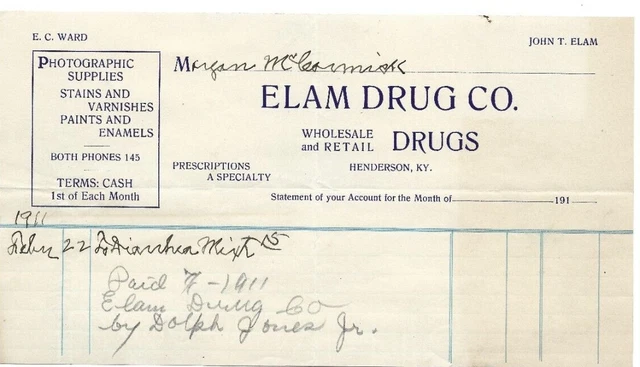 E. C. WARD
JOHN T. ELAM
PHOTOGRAPHIC
SUPPLIES
STAINS AND
VARNISHES
PAINTS AND
ENAMELS
BOTH PHONES 145
TERMS: CASH
1st of Each Month
Morgan McCormick
ELAM DRUG CO.
WHOLESALE
and RETAIL DRUGS
PRESCRIPTIONS
A SPECIALTY
HENDERSON, KY.
Statement of your Account for the Month of 191
1911
Feby 22 To Diarrhea Mixt 15
Paid 7-1911
Elam Drug Co
by Dolph Jones Jr.